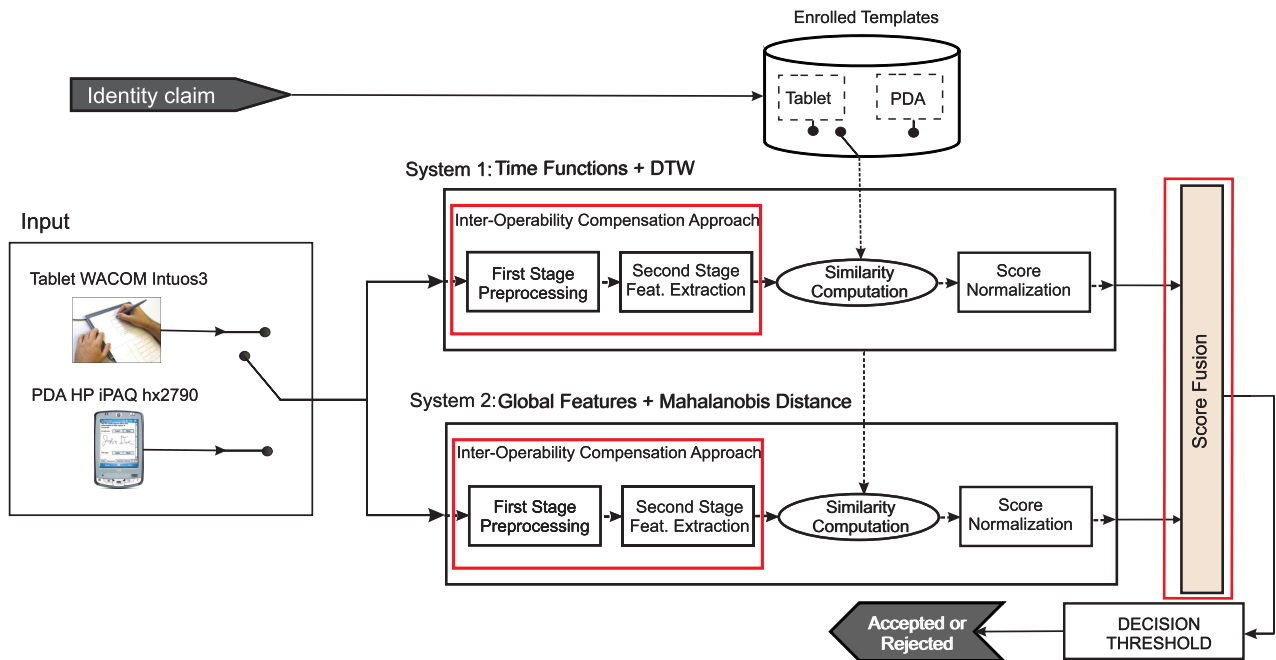 Enrolled Templates
Identity claim
Tablet
PDA
System 1: Time Functions + DTW
Input
Inter-Operability Compensation Approach
Tablet WACOM Intuos3
First Stage
Preprocessing
Second Stage
Feat. Extraction
Similarity
Computation
Score
Normalization
PDA HP iPAQ hx2790
System 2: Global Features + Mahalanobis Distance
Inter-Operability Compensation Approach
First Stage
Preprocessing
Second Stage
Feat. Extraction
Similarity
Computation
Score
Normalization
Score Fusion
Accepted or
Rejected
DECISION
THRESHOLD